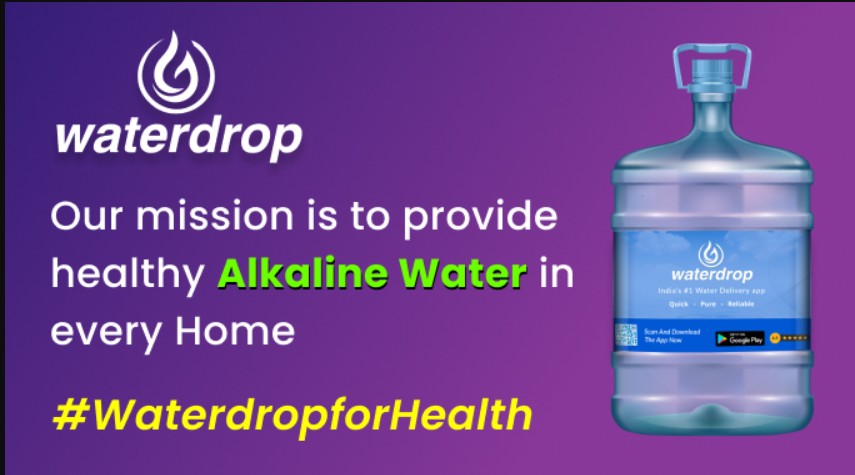 waterdrop
Our mission is to provide
healthy Alkaline Water in
every Home
#WaterdropforHealth
waterdrop
India's #1 Water Delivery app
Quick - Pure - Reliable
Scan And Download
The App Now
GET IT ON
Google Play